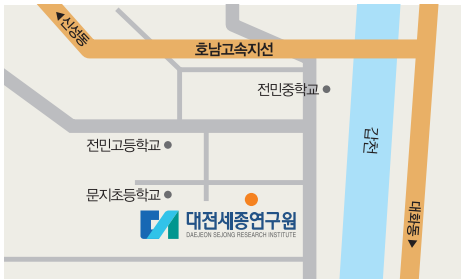 ◀신성동
호남고속지선
전민중학교
갑천
전민고등학교
문지초등학교
대전세종연구원
DAEJEON SEJONG RESEARCH INSTITUTE
대화동▶